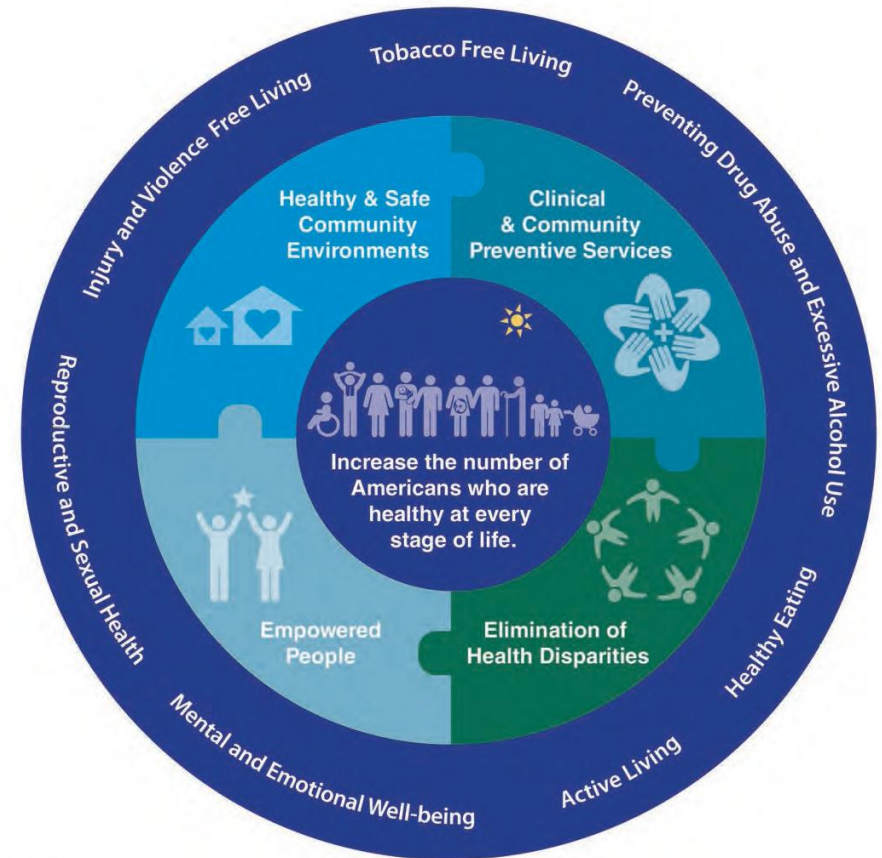 Tobacco Free Living
Preventing Drug Abuse and Excessive Alcohol Use
Healthy Eating
Active Living
Mental and Emotional Well-being
Reproductive and Sexual Health
Injury and Violence Free Living
Healthy & Safe
Community
Environments
Clinical
& Community
Preventive Services
Elimination of
Health Disparities
Empowered
People
Increase the number of
Americans who are
healthy at every
stage of life.